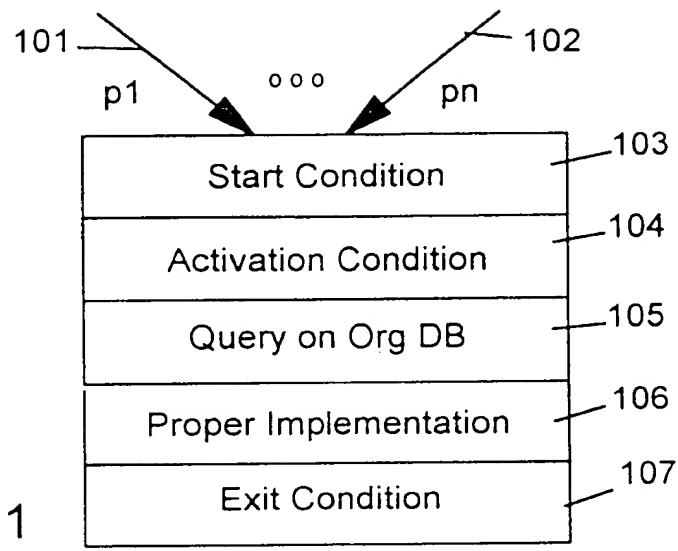 101
102
p1
o o o
pn
103
Start Condition
104
Activation Condition
105
Query on Org DB
106
Proper Implementation
107
Exit Condition
1